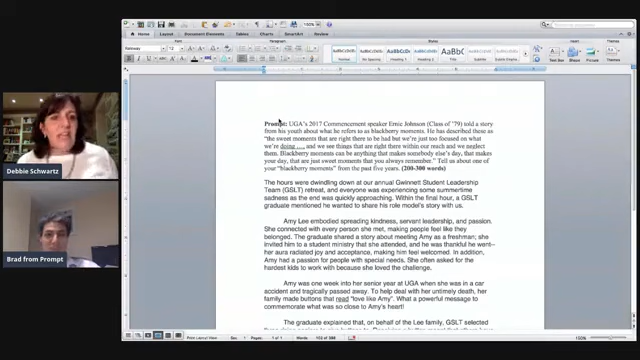 Home Layout Document Elements Tables Charts SmartArt Review
Prompt: UGA's 2017 Commencement speaker Ernie Johnson (Class of '79) told a story
from his youth about what he refers to as blackberry moments. He has described these as
"the sweet moments that are right there to be had but we're just too focused on what
we're doing …, and we see things that are right there within our reach and we neglect
them. Blackberry moments can be anything that makes somebody else's day, that makes
your day, that are just sweet moments that you always remember." Tell us about one of
your "blackberry moments" from the past five years. (200-300 words)
The hours were dwindling down at our annual Gwinnett Student Leadership
Team (GSLT) retreat, and everyone was experiencing some summertime
sadness as the end was quickly approaching. Within the final hour, a GSLT
graduate mentioned he wanted to share his role model's story with us.
Amy Lee embodied spreading kindness, servant leadership, and passion.
She connected with every person she met, making people feel like they
belonged. The graduate shared a story about meeting Amy as a freshman; she
invited him to a student ministry that she attended, and he was thankful he went–
her aura radiated joy and acceptance, making him feel welcomed. In addition,
Amy had a passion for people with special needs. She often asked for the
hardest kids to work with because she loved the challenge.
Amy was one week into her senior year at UGA when she was in a car
accident and tragically passed away. To help deal with her untimely death, her
family made buttons that read "love like Amy". What a powerful message to
commemorate what was so close to Amy's heart!
The graduate explained that, on behalf of the Lee family, GSLT selected
Debbie Schwartz
Brad from Prompt